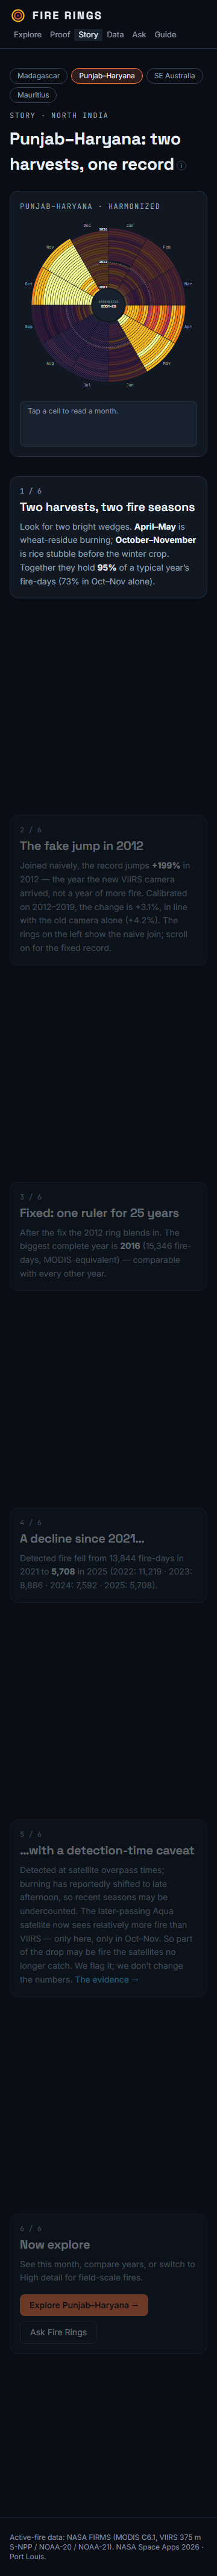 FIRE RINGS
Explore Proof Story Data Ask Guide
Madagascar Punjab–Haryana SE Australia
Mauritius
STORY · NORTH INDIA
Punjab–Haryana: two
harvests, one record
PUNJAB–HARYANA · HARMONIZED
Dec Jan
Nov Feb
Oct Mar
Sep Apr
Aug May
Jul Jun
Tap a cell to read a month.
1 / 6
Two harvests, two fire seasons
Look for two bright wedges. April–May is
wheat-residue burning; October–November
is rice stubble before the winter crop.
Together they hold 95% of a typical year's
fire-days (73% in Oct–Nov alone).
2 / 6
The fake jump in 2012
Joined naively, the record jumps +199% in
2012 — the year the new VIIRS camera
arrived, not a year of more fire. Calibrated
on 2012–2019, the change is +3.1%, in line
with the old camera alone (+4.2%). The
rings on the left show the naive join; scroll
on for the fixed record.
3 / 6
Fixed: one ruler for 25 years
After the fix the 2012 ring blends in. The
biggest complete year is 2016 (15,346 fire-
days, MODIS-equivalent) — comparable
with every other year.
4 / 6
A decline since 2021...
Detected fire fell from 13,844 fire-days in
2021 to 5,708 in 2025 (2022: 11,219 · 2023:
8,886 · 2024: 7,592 · 2025: 5,708).
5 / 6
...with a detection-time caveat
Detected at satellite overpass times;
burning has reportedly shifted to late
afternoon, so recent seasons may be
undercounted. The later-passing Aqua
satellite now sees relatively more fire than
VIIRS — only here, only in Oct–Nov. So part
of the drop may be fire the satellites no
longer catch. We flag it; we don't change
the numbers. The evidence →
6 / 6
Now explore
See this month, compare years, or switch to
High detail for field-scale fires.
Explore Punjab–Haryana →
Ask Fire Rings
Active-fire data: NASA FIRMS (MODIS C6.1, VIIRS 375 m
S-NPP / NOAA-20 / NOAA-21). NASA Space Apps 2026 ·
Port Louis.